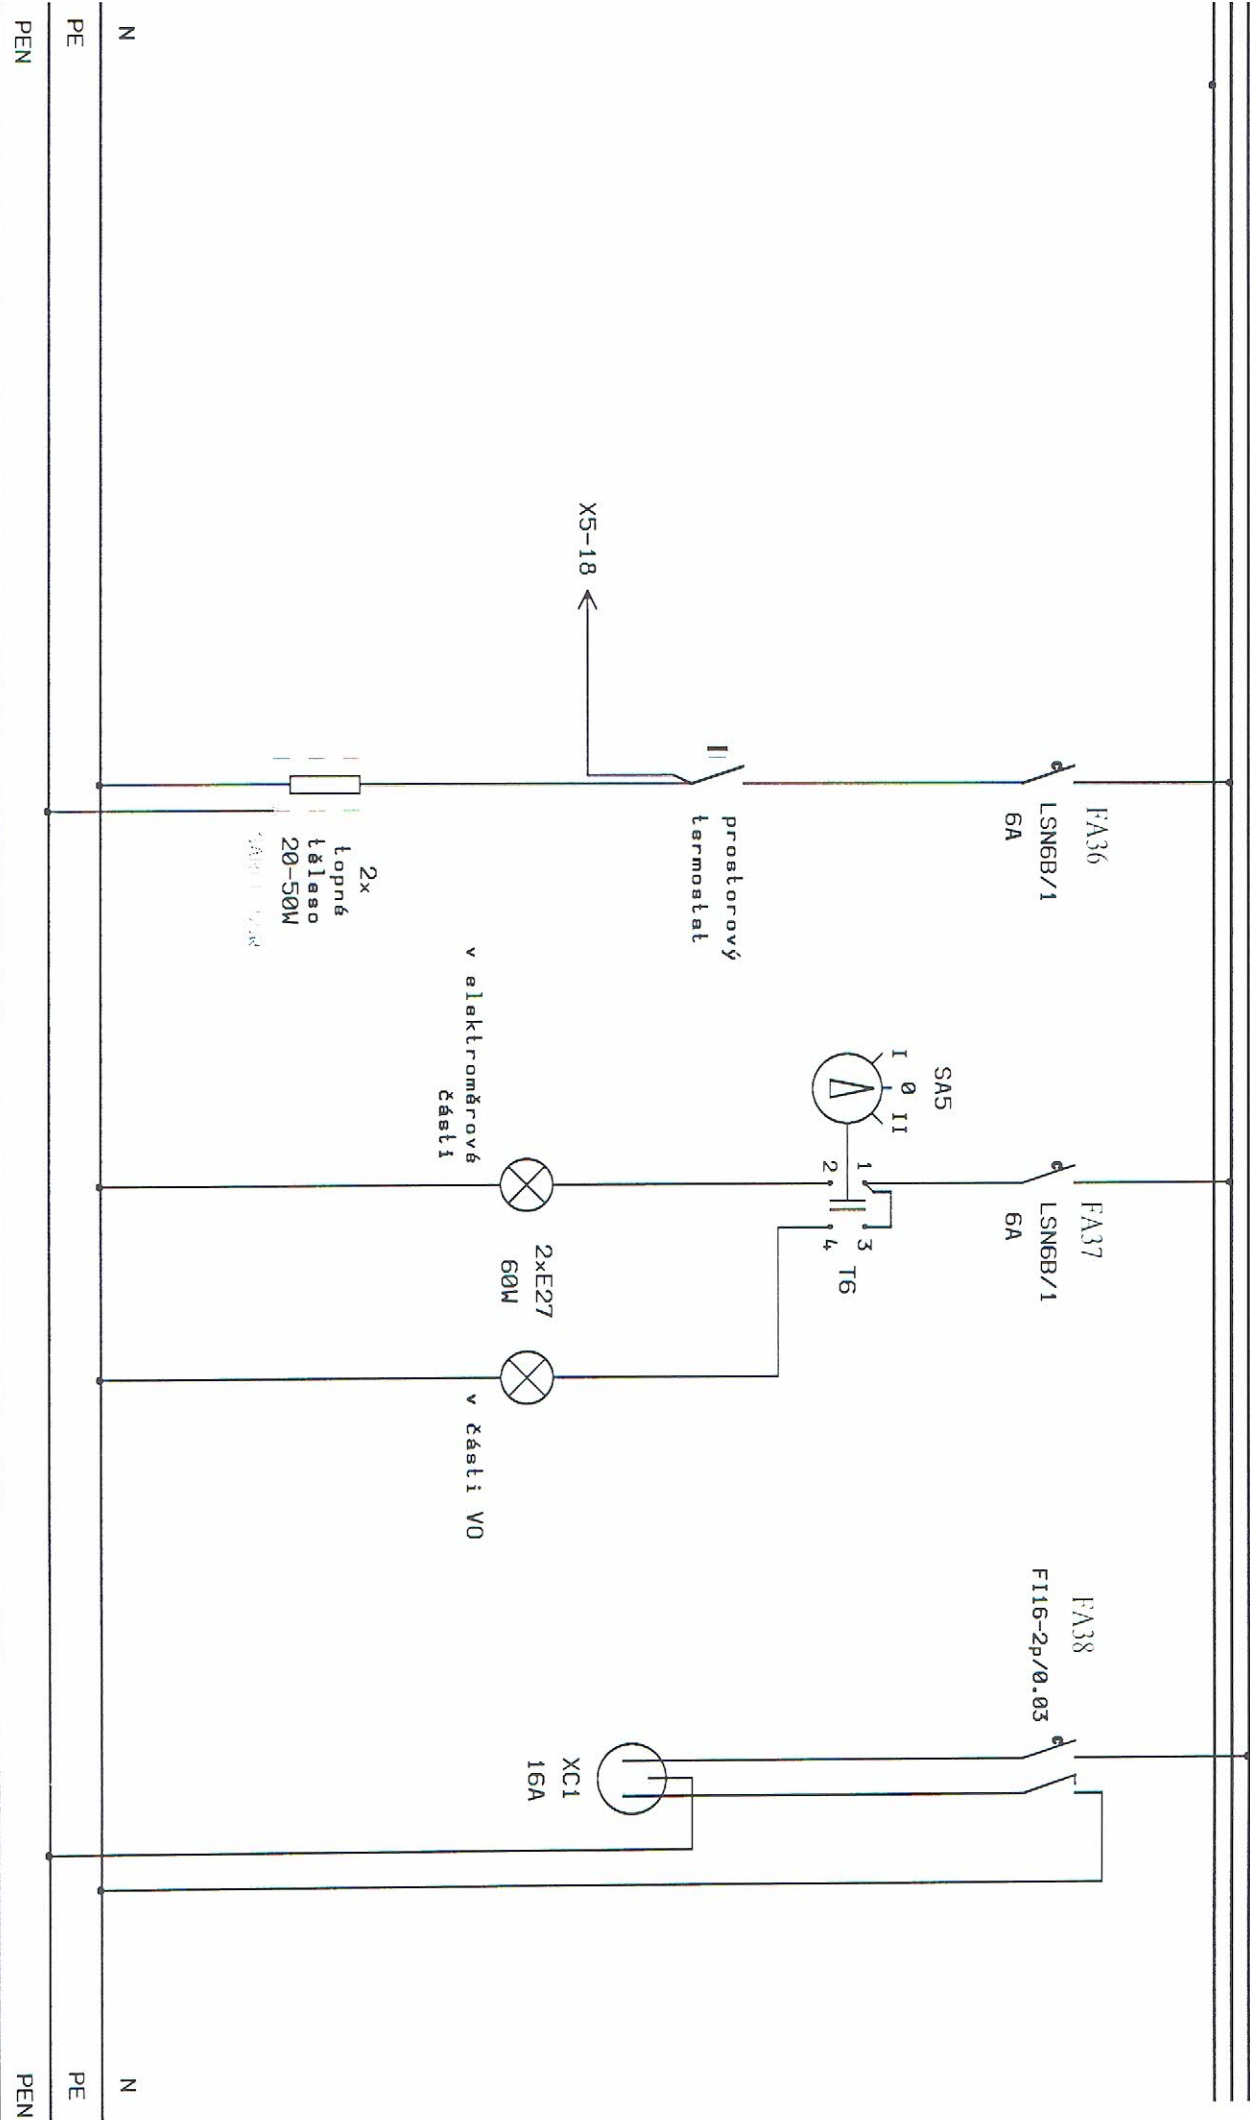 N
PE
PEN
X5-18
FA36
LSN6B/1
6A
prostorový
termostat
2x
topné
těleso
20-50W
SA5
I 0 II
FA37
LSN6B/1
6A
1
2
3
4
T6
v elektroměrové
části
2xE27
60W
v části VO
FA38
FI16-2p/0.03
XC1
16A
N
PE
PEN